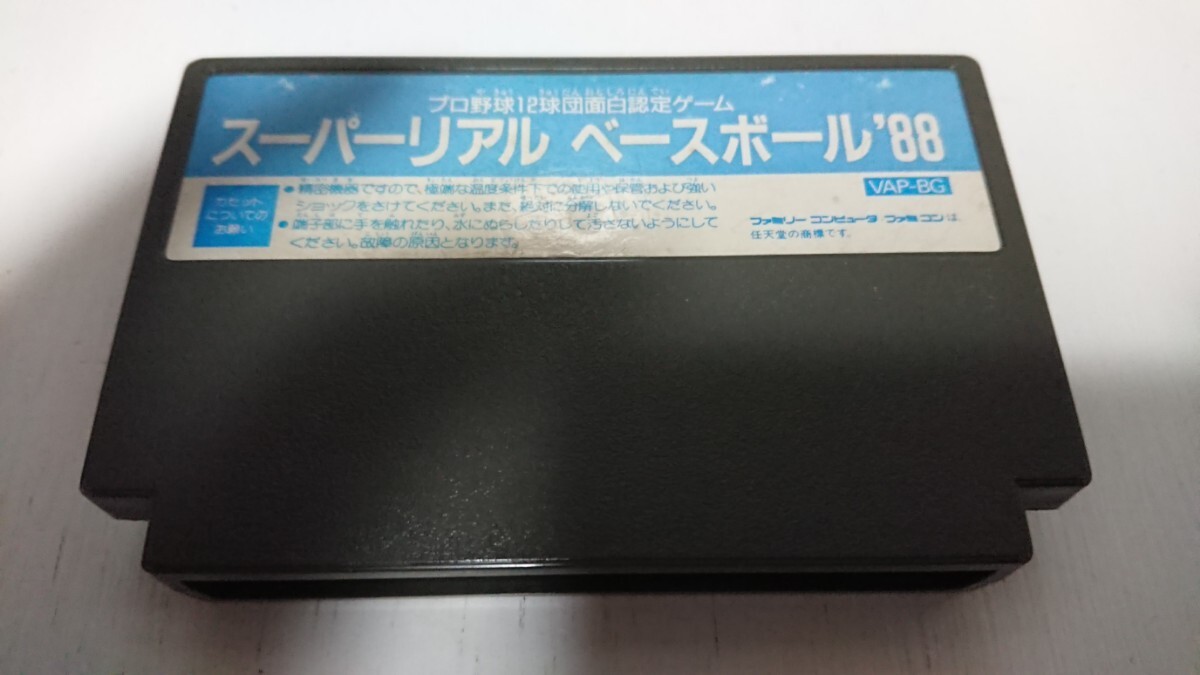 プロ野球12球団面白認定ゲーム
スーパーリアル ベースボール'88
カセット
についての
お願い
●精密機器ですので、極端な温度条件下での使用や保管および強い
ショックをさけてください。また、絶対に分解しないでください。
●端子部に手を触れたり、水にぬらしたりして汚さないようにして
ください。故障の原因となります。
VAP-BG
ファミリーコンピュータ ファミコンは
任天堂の商標です。